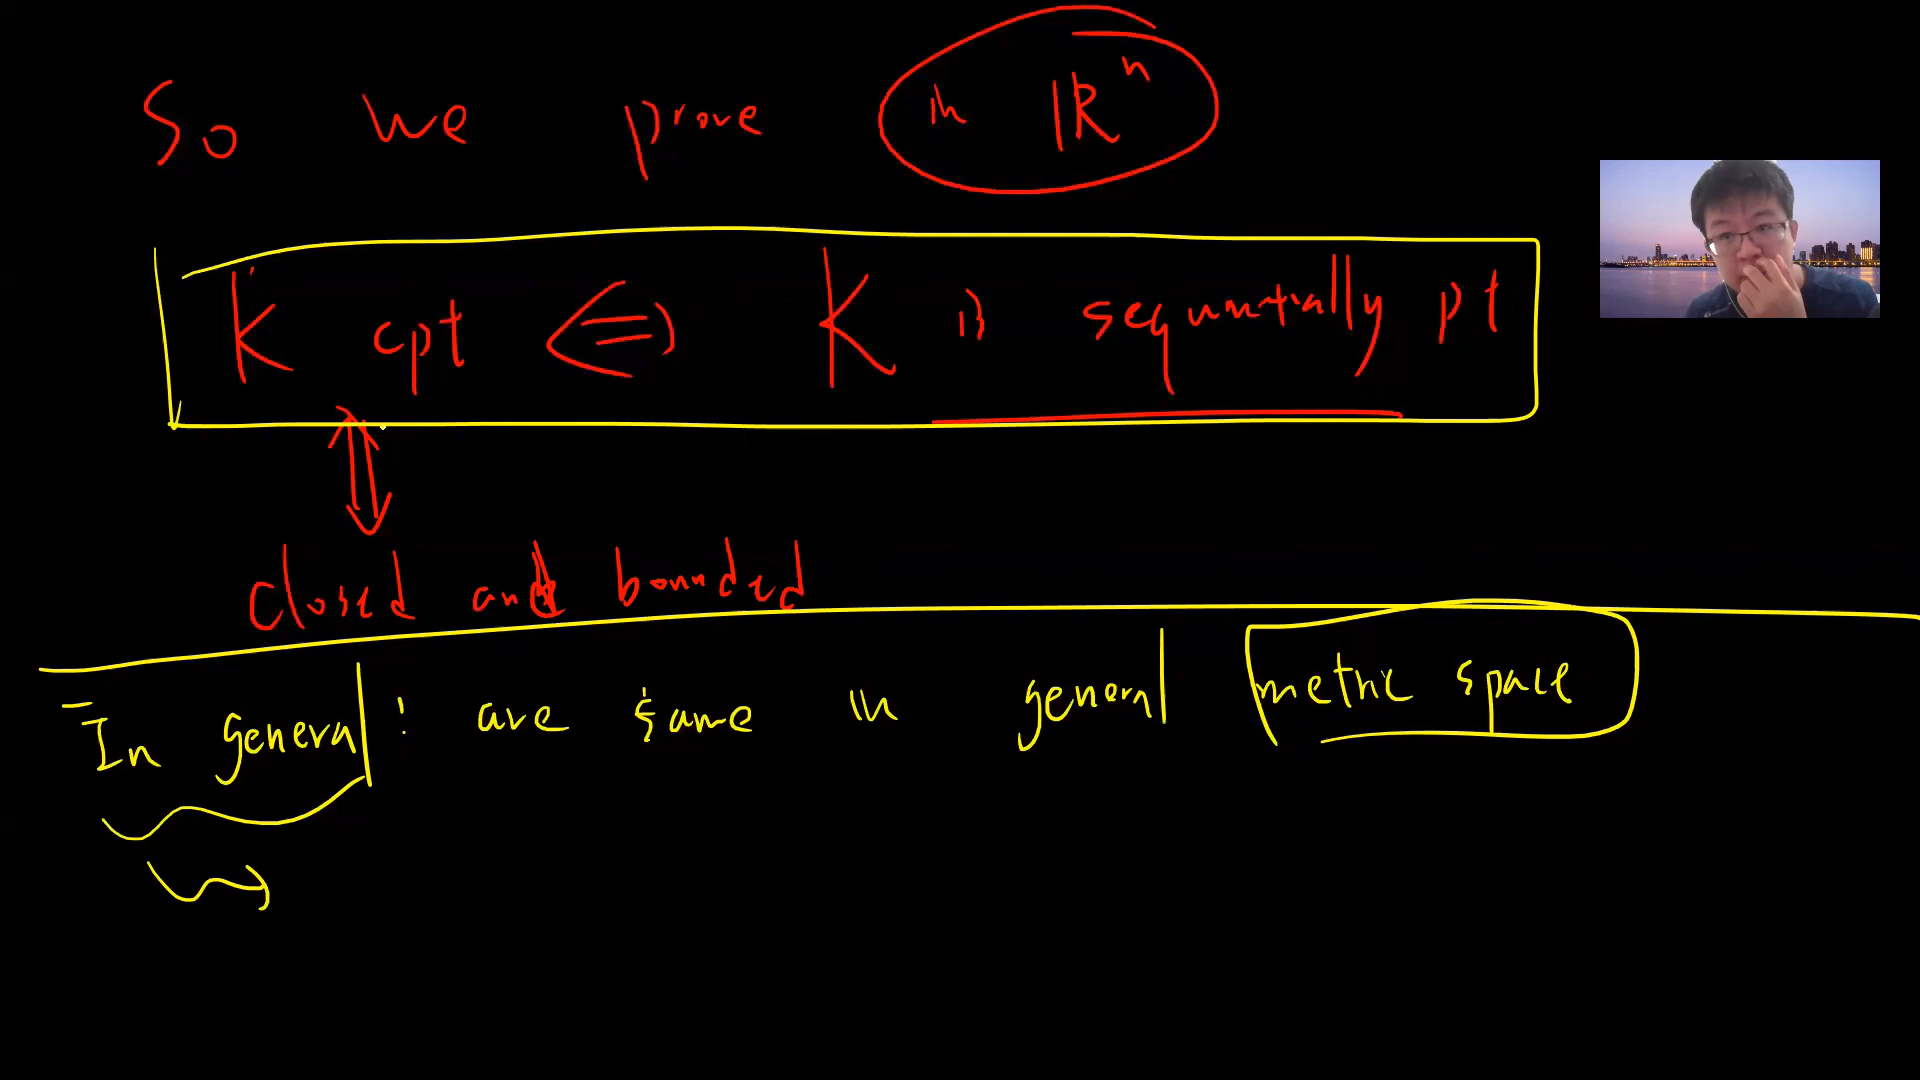 So we prove in ℝⁿ
K cpt ⟺ K is sequentially pt
closed and bounded
In general: are same in general metric space